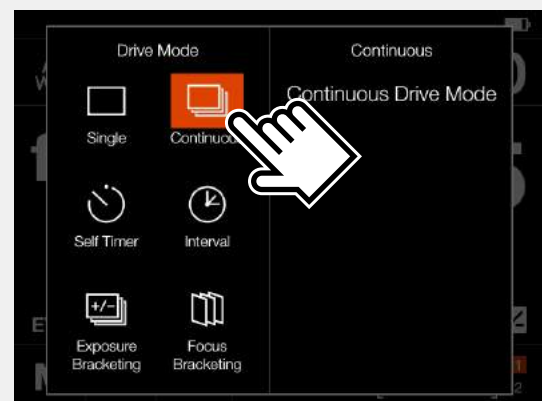 Drive Mode
Continuous
Continuous Drive Mode
Single
Self Timer
Interval
+/-
Exposure
Bracketing
Focus
Bracketing